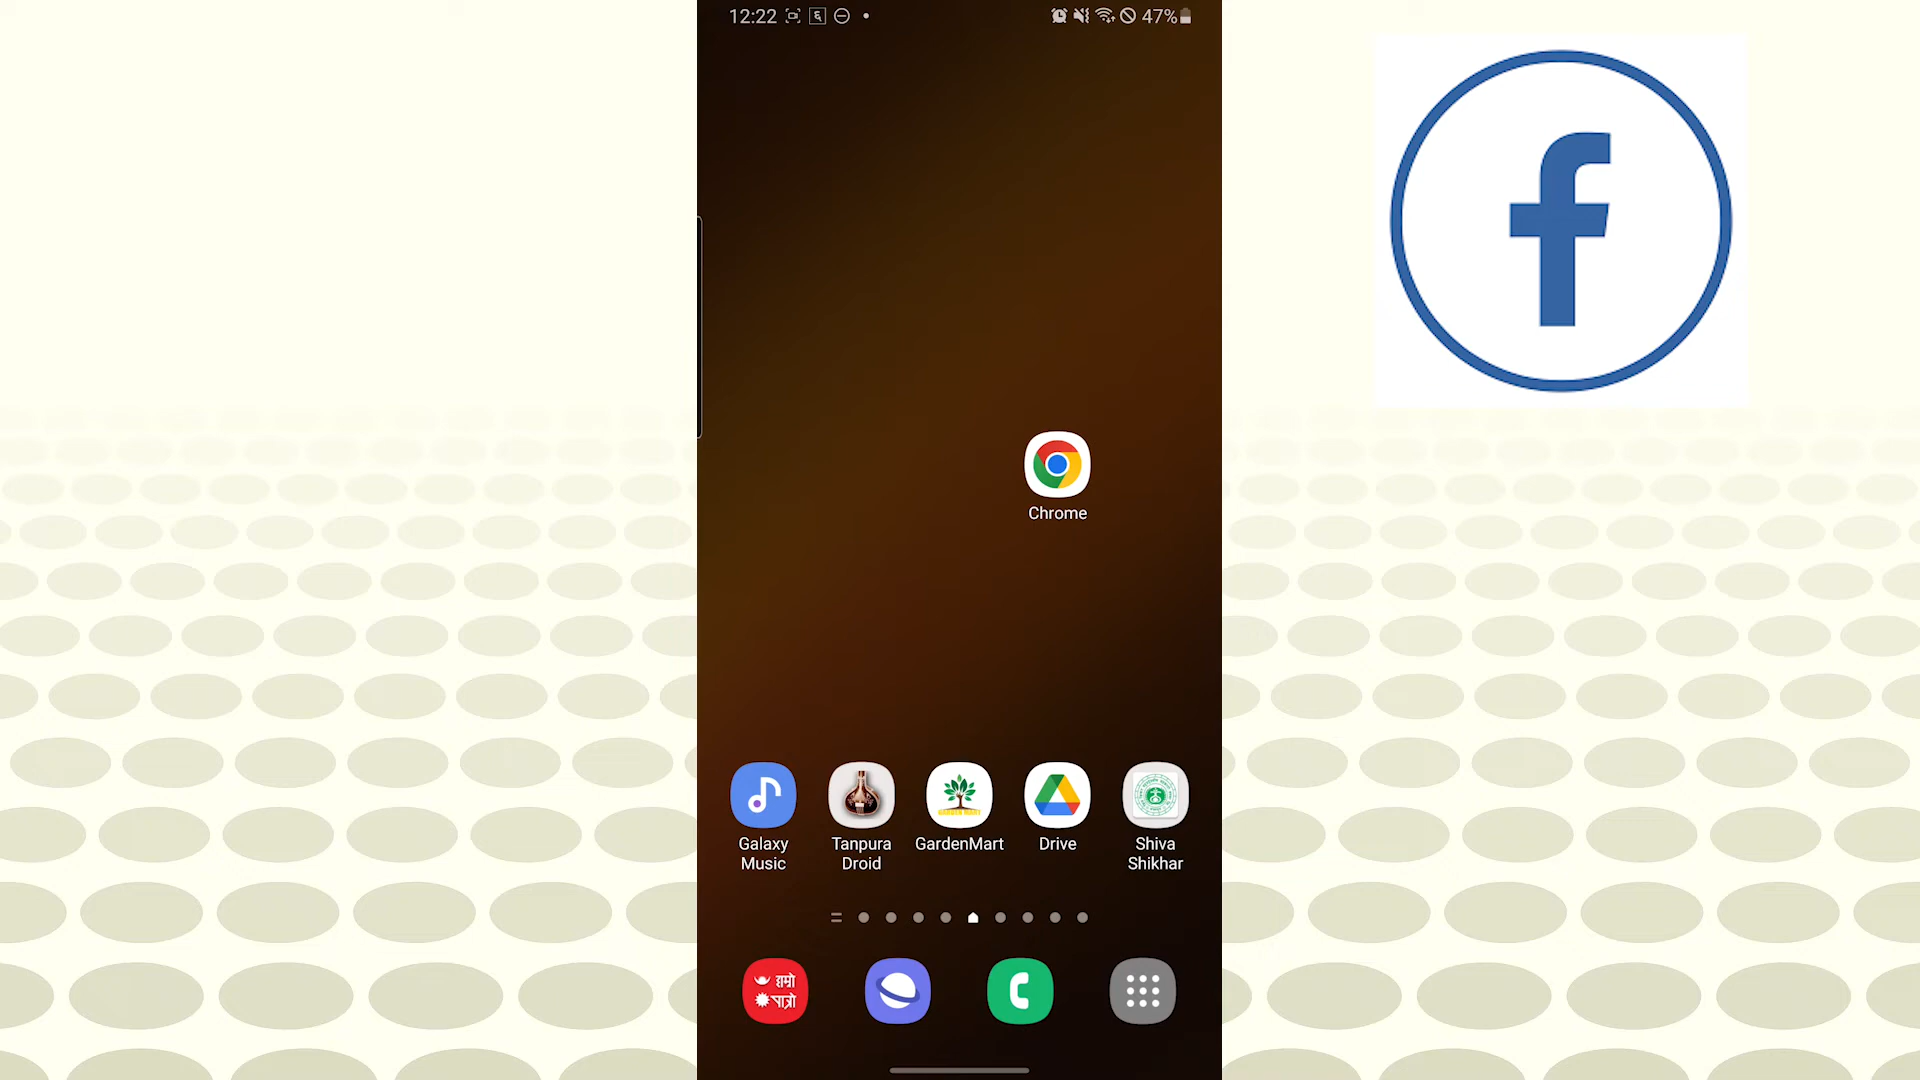 12:22
47%
Chrome
Galaxy
Music
Tanpura
Droid
GardenMart
Drive
Shiva
Shikhar
हाम्रो
पात्रो